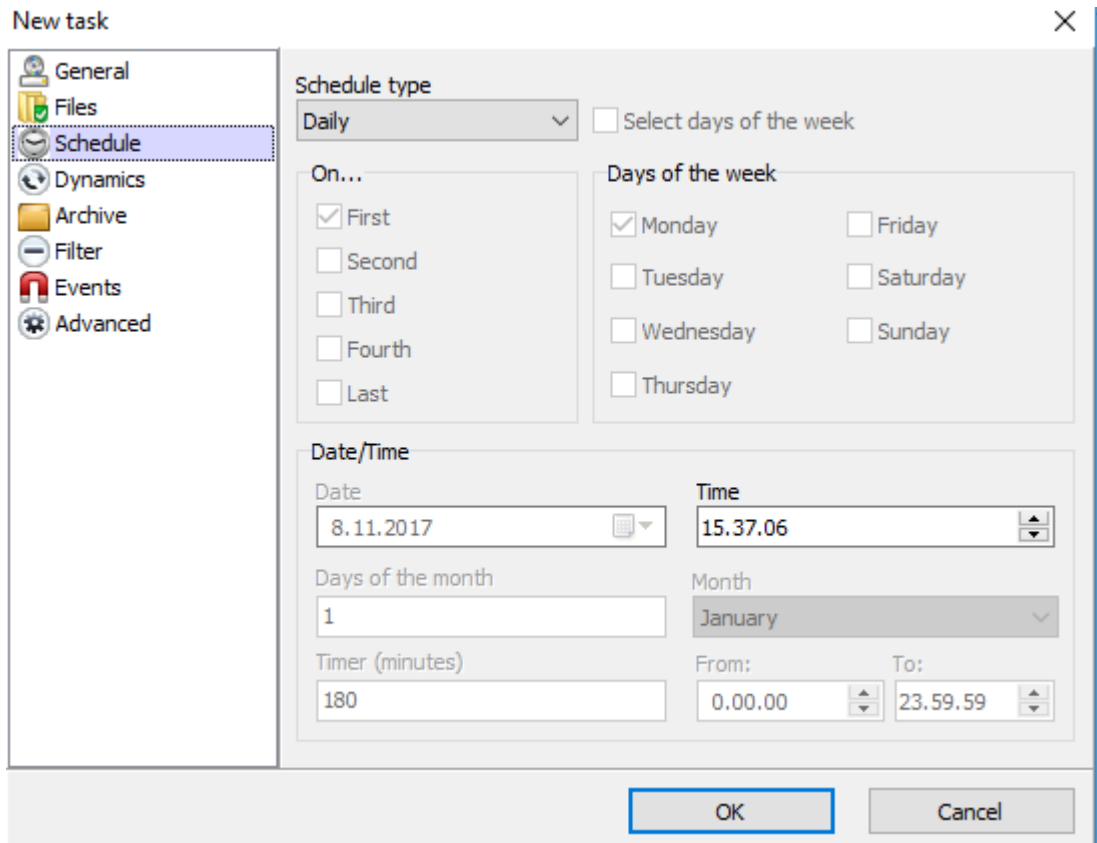 New task
General
Files
Schedule
Dynamics
Archive
Filter
Events
Advanced
Schedule type
Daily
Select days of the week
On...
First
Second
Third
Fourth
Last
Days of the week
Monday
Tuesday
Wednesday
Thursday
Friday
Saturday
Sunday
Date/Time
Date
8.11.2017
Time
15.37.06
Days of the month
1
Month
January
Timer (minutes)
180
From:
0.00.00
To:
23.59.59
OK
Cancel